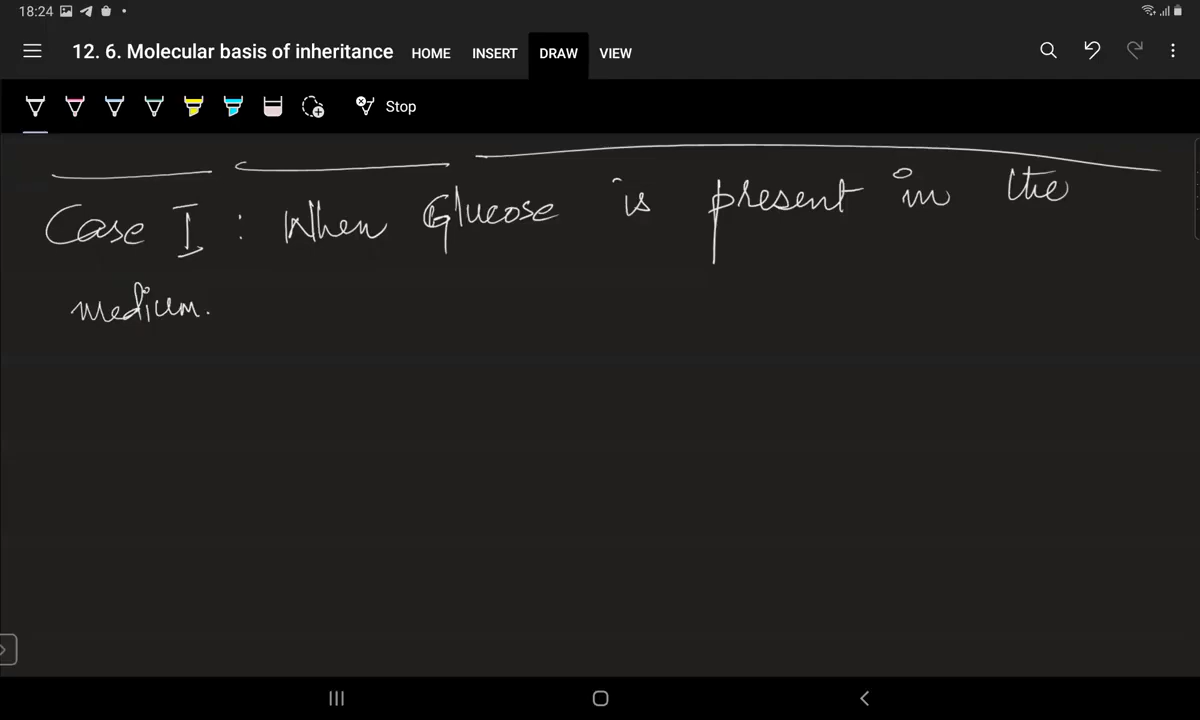 18:24
12. 6. Molecular basis of inheritance HOME INSERT DRAW VIEW
Stop
Case I : When Glucose is present in the
medium.